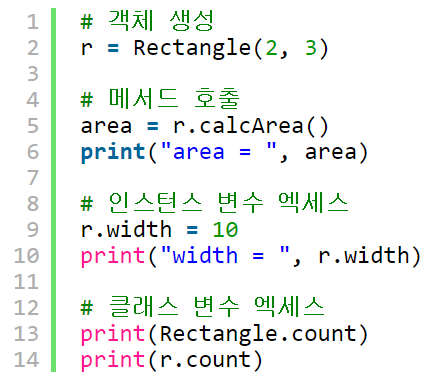 1 # 객체 생성
2 r = Rectangle(2, 3)
3
4 # 메서드 호출
5 area = r.calcArea()
6 print("area = ", area)
7
8 # 인스턴스 변수 엑세스
9 r.width = 10
10 print("width = ", r.width)
11
12 # 클래스 변수 엑세스
13 print(Rectangle.count)
14 print(r.count)